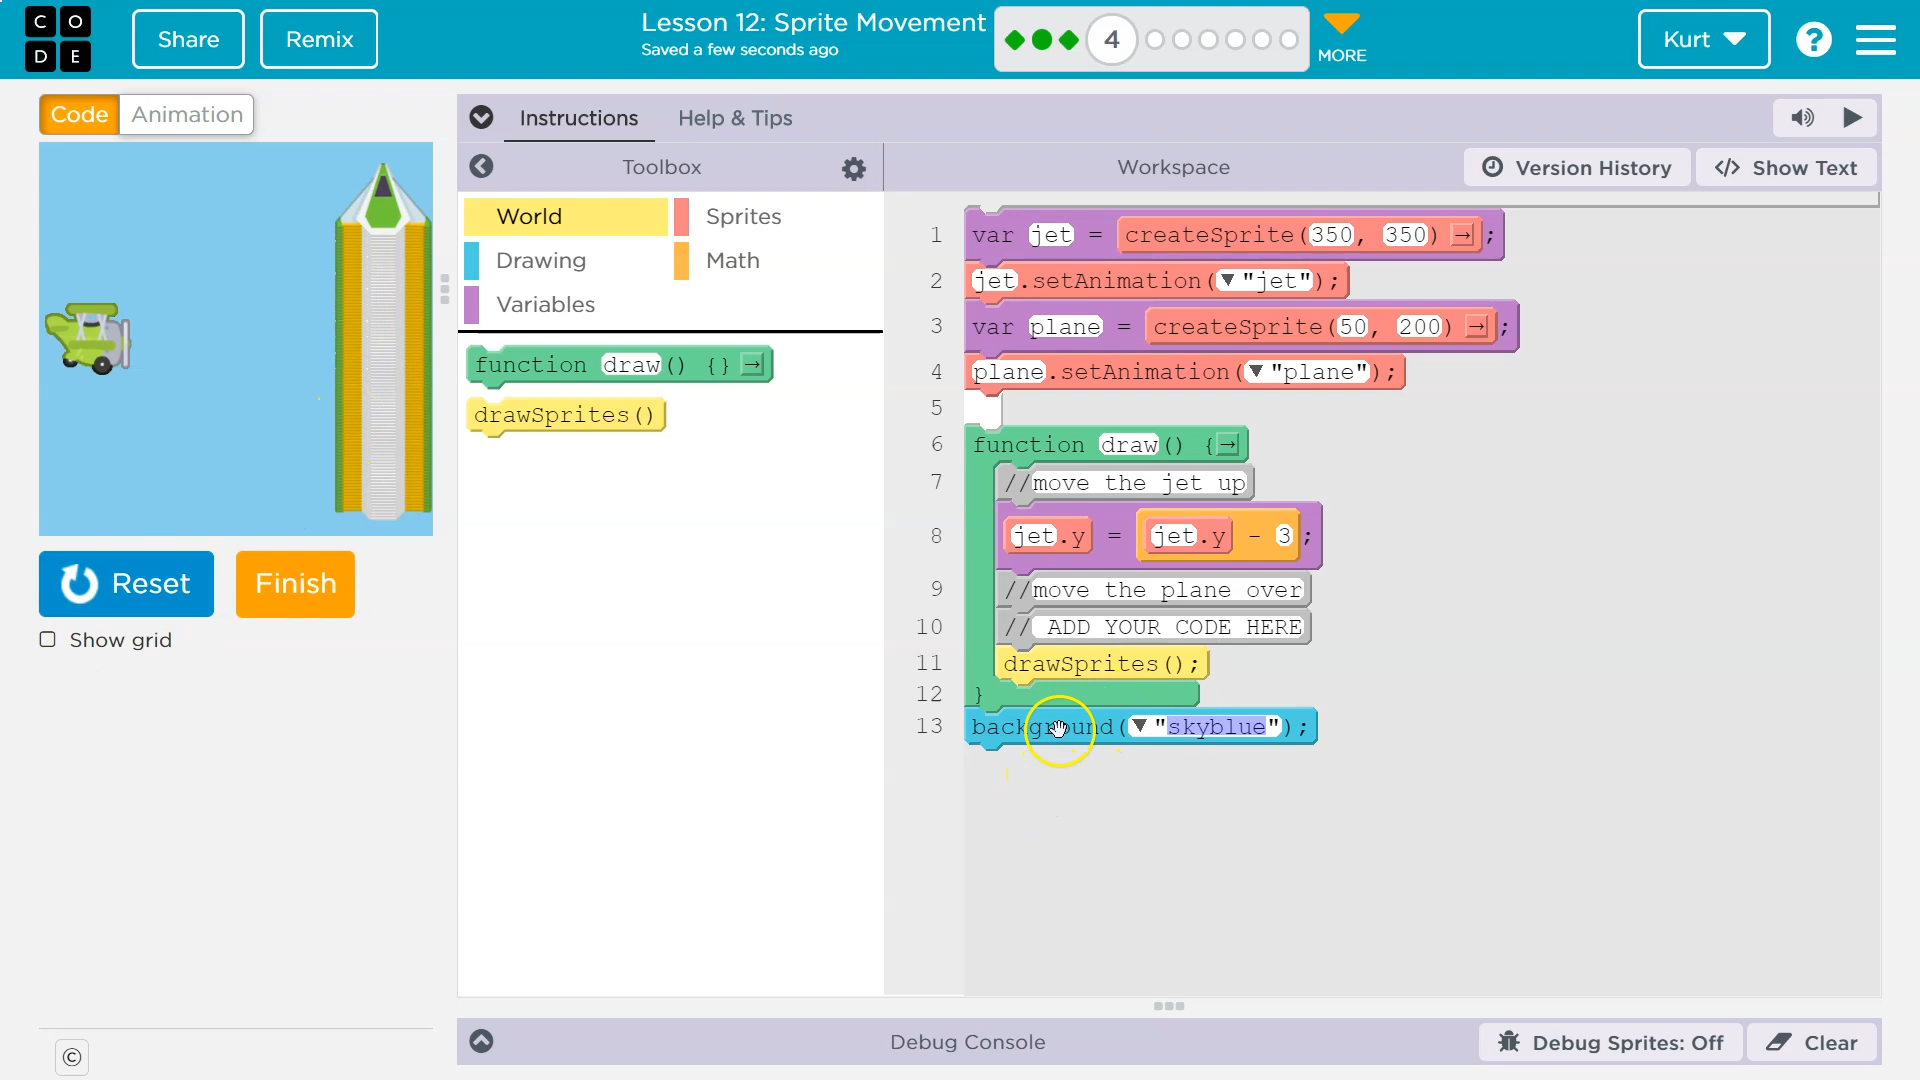 C O
D E
Share
Remix
Lesson 12: Sprite Movement
Saved a few seconds ago
4
MORE
Kurt
?
Code
Animation
Instructions
Help & Tips
Toolbox
Workspace
Version History
</> Show Text
World
Sprites
Drawing
Math
Variables
function draw() {} →
drawSprites()
1 var jet = createSprite(350, 350) → ;
2 jet.setAnimation(▼ "jet");
3 var plane = createSprite(50, 200) → ;
4 plane.setAnimation(▼ "plane");
5
6 function draw() { →
7 //move the jet up
8 jet.y = jet.y - 3 ;
9 //move the plane over
10 // ADD YOUR CODE HERE
11 drawSprites();
12 }
13 background(▼ "skyblue");
Reset
Finish
Show grid
©
Debug Console
Debug Sprites: Off
Clear